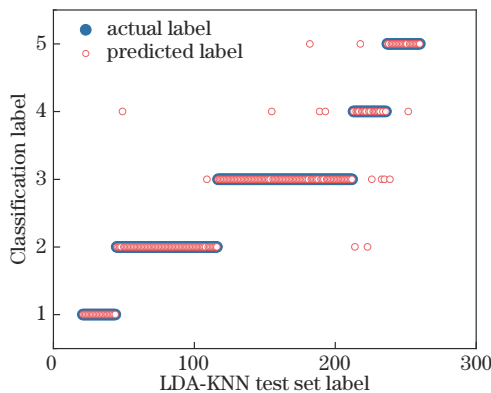 actual label
predicted label
Classification label
5
4
3
2
1
0
100
200
300
LDA-KNN test set label